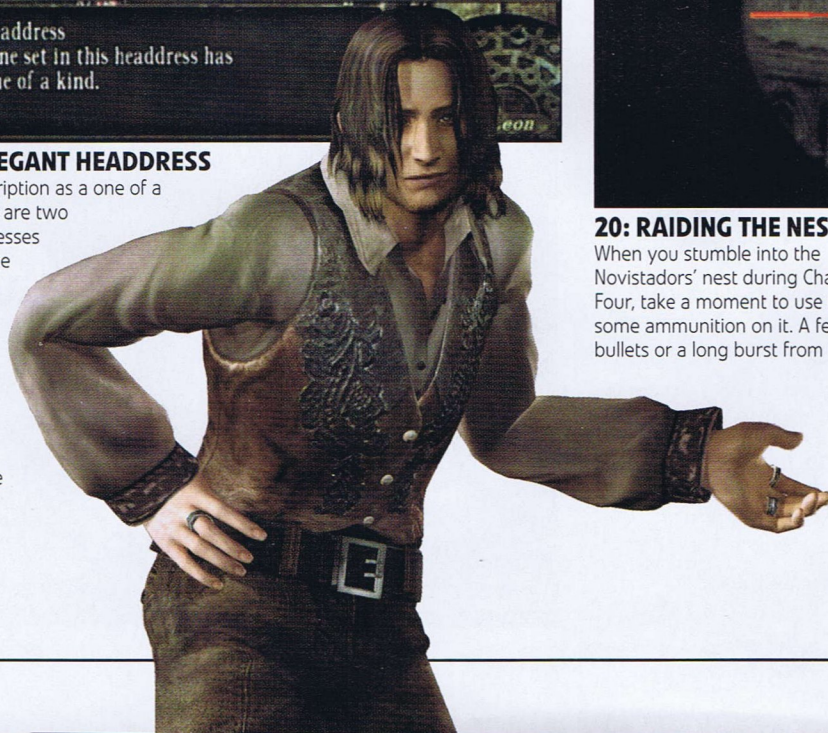 address
ne set in this headdress has
e of a kind.
eon
EGANT HEADDRESS
ription as a one of a
are two
esses
e
e
20: RAIDING THE NES
When you stumble into the
Novistadors' nest during Cha
Four, take a moment to use
some ammunition on it. A fe
bullets or a long burst from